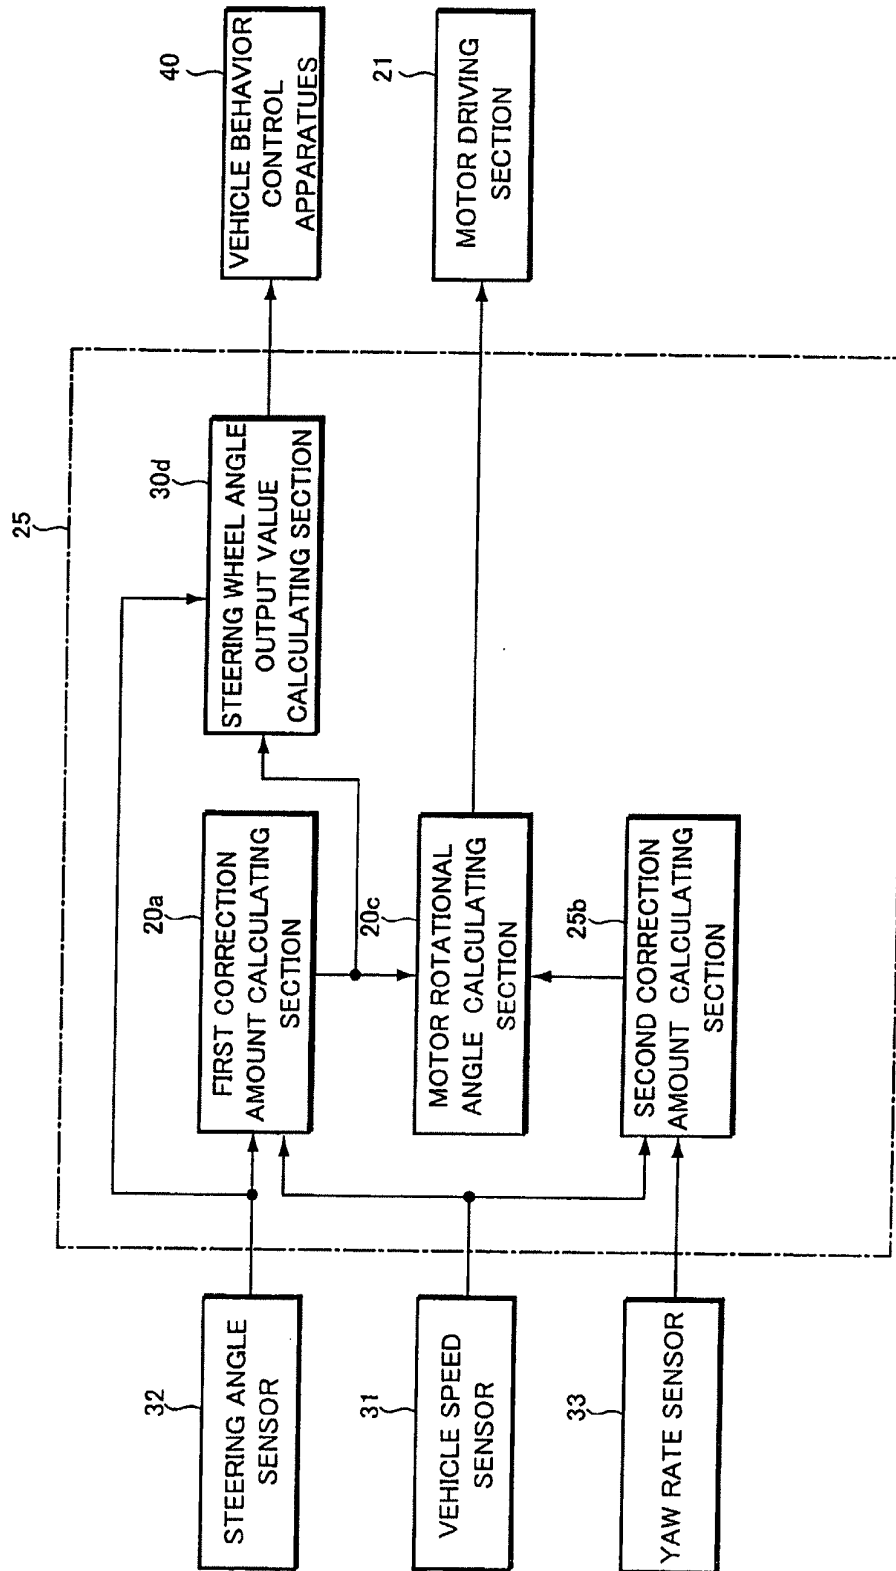 32
STEERING ANGLE
SENSOR
31
VEHICLE SPEED
SENSOR
33
YAW RATE SENSOR
25
20a
FIRST CORRECTION
AMOUNT CALCULATING
SECTION
20c
MOTOR ROTATIONAL
ANGLE CALCULATING
SECTION
25b
SECOND CORRECTION
AMOUNT CALCULATING
SECTION
30d
STEERING WHEEL ANGLE
OUTPUT VALUE
CALCULATING SECTION
40
VEHICLE BEHAVIOR
CONTROL
APPARATUES
21
MOTOR DRIVING
SECTION